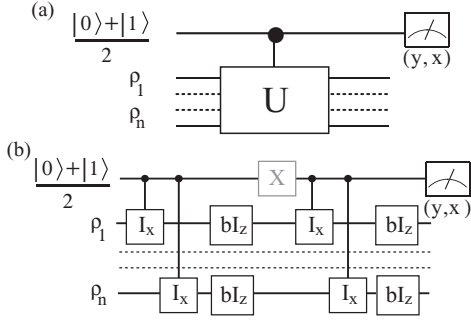 (a)
|0⟩+|1⟩
2
(y, x)
ρ1
ρn
U
(b)
|0⟩+|1⟩
2
X
(y,x)
ρ1
Ix
bIz
Ix
bIz
ρn
Ix
bIz
Ix
bIz